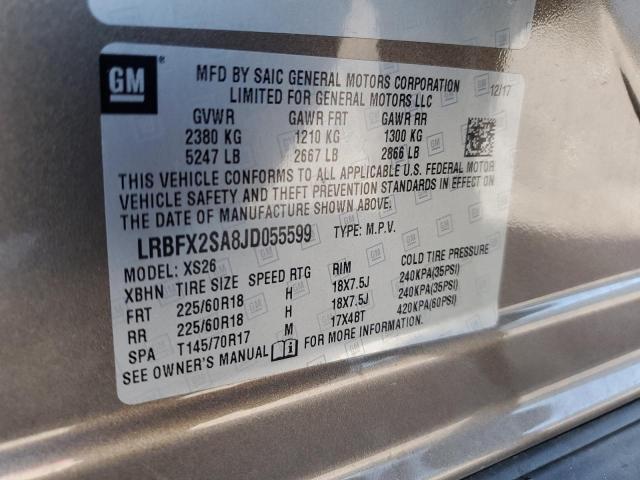 GM
MFD BY SAIC GENERAL MOTORS CORPORATION
LIMITED FOR GENERAL MOTORS LLC
12/17
GVWR GAWR FRT GAWR RR
2380 KG 1210 KG 1300 KG
5247 LB 2667 LB 2866 LB
THIS VEHICLE CONFORMS TO ALL APPLICABLE U.S. FEDERAL MOTOR
VEHICLE SAFETY AND THEFT PREVENTION STANDARDS IN EFFECT ON
THE DATE OF MANUFACTURE SHOWN ABOVE.
LRBFX2SA8JD055599 TYPE: M.P.V.
MODEL: XS26
XBHN TIRE SIZE SPEED RTG RIM COLD TIRE PRESSURE
FRT 225/60R18 H 18X7.5J 240KPA(35PSI)
RR 225/60R18 H 18X7.5J 240KPA(35PSI)
SPA T145/70R17 M 17X4BT 420KPA(60PSI)
SEE OWNER'S MANUAL FOR MORE INFORMATION.